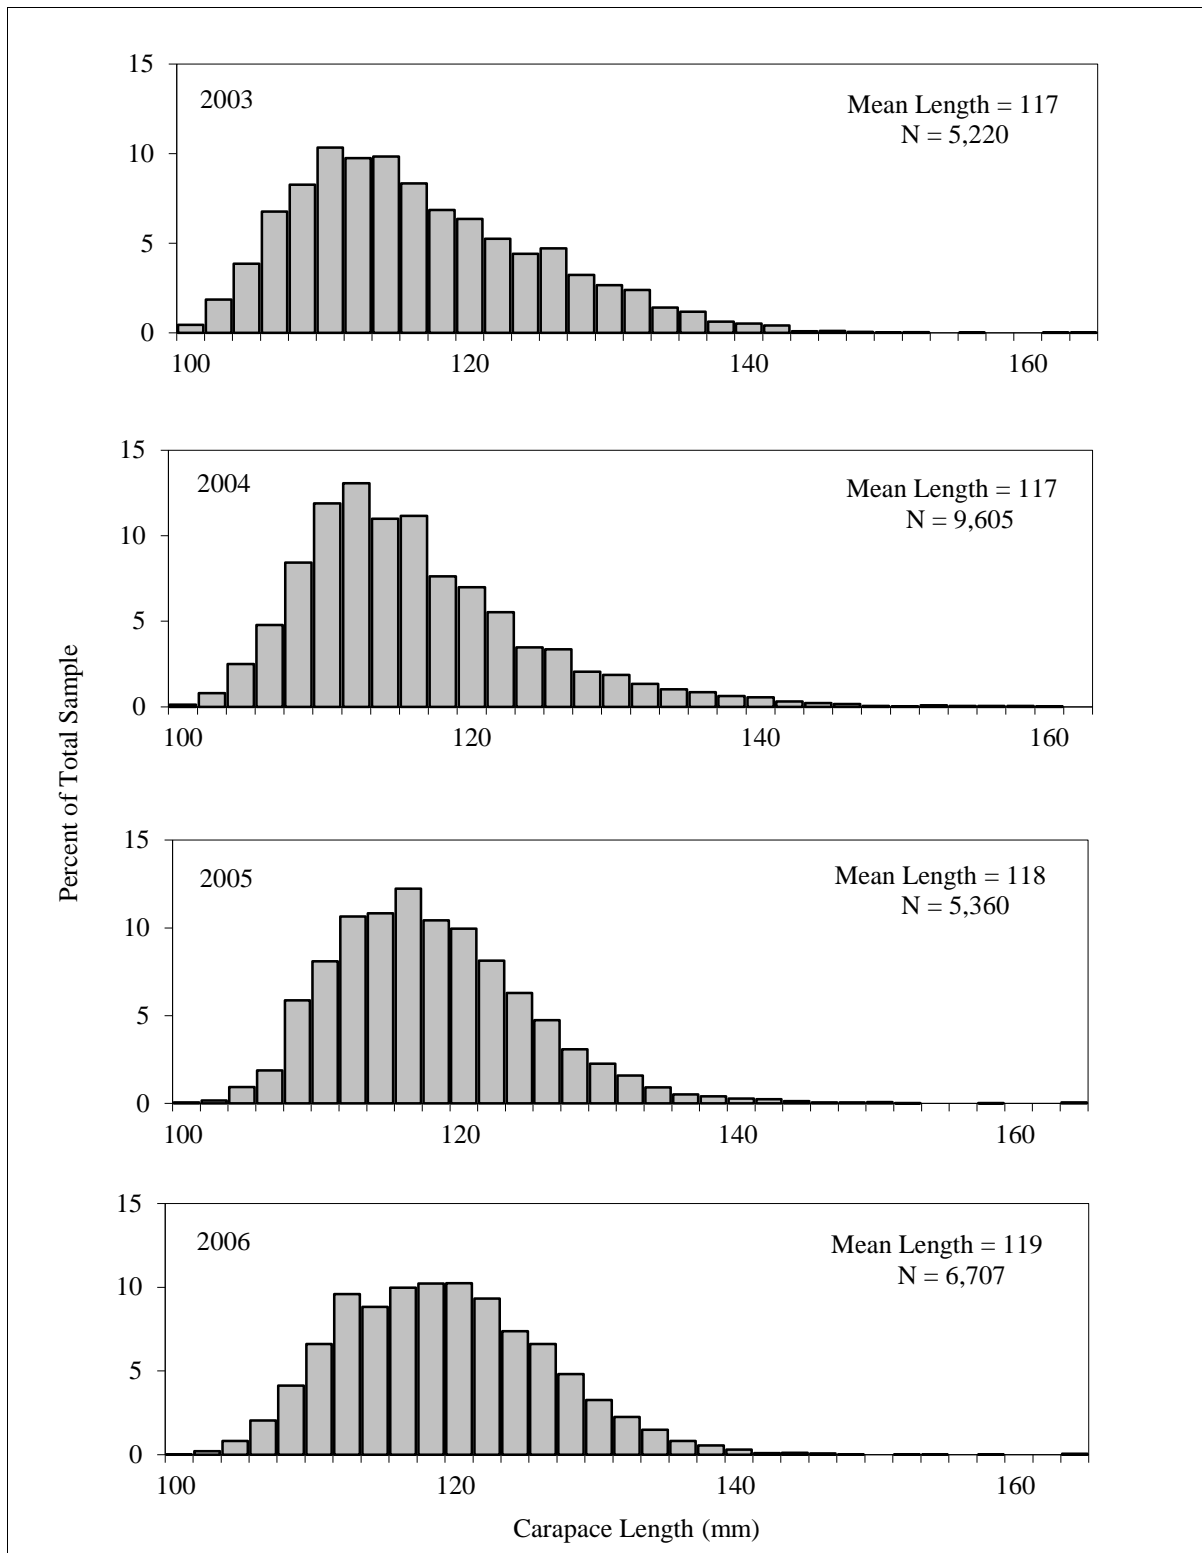 15
2003
Mean Length = 117
N = 5,220
10
5
0
100 120 140 160
15
2004
Mean Length = 117
N = 9,605
10
5
0
100 120 140 160
Percent of Total Sample
15
2005
Mean Length = 118
N = 5,360
10
5
0
100 120 140 160
15
2006
Mean Length = 119
N = 6,707
10
5
0
100 120 140 160
Carapace Length (mm)